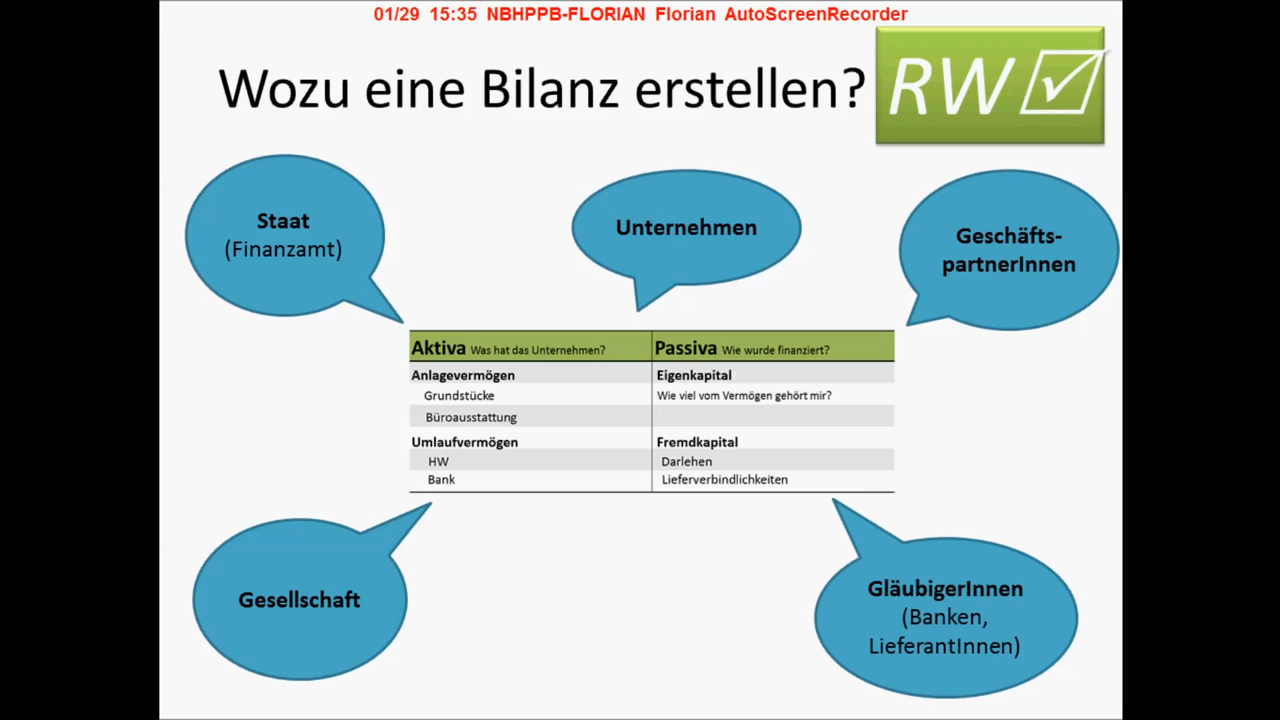 01/29 15:35 NBHPPB-FLORIAN Florian AutoScreenRecorder
Wozu eine Bilanz erstellen?
RW
Staat
(Finanzamt)
Unternehmen
Geschäfts-
partnerInnen
Aktiva Was hat das Unternehmen?
Passiva Wie wurde finanziert?
Anlagevermögen
Eigenkapital
Grundstücke
Wie viel vom Vermögen gehört mir?
Büroausstattung
Umlaufvermögen
Fremdkapital
HW
Darlehen
Bank
Lieferverbindlichkeiten
Gesellschaft
GläubigerInnen
(Banken,
LieferantInnen)